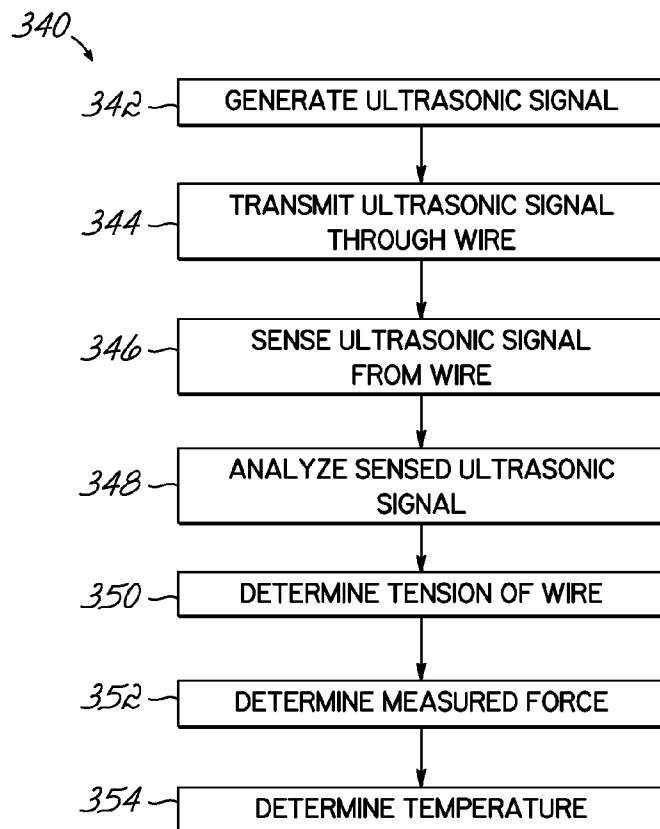 340
342 GENERATE ULTRASONIC SIGNAL
344 TRANSMIT ULTRASONIC SIGNAL
THROUGH WIRE
346 SENSE ULTRASONIC SIGNAL
FROM WIRE
348 ANALYZE SENSED ULTRASONIC
SIGNAL
350 DETERMINE TENSION OF WIRE
352 DETERMINE MEASURED FORCE
354 DETERMINE TEMPERATURE